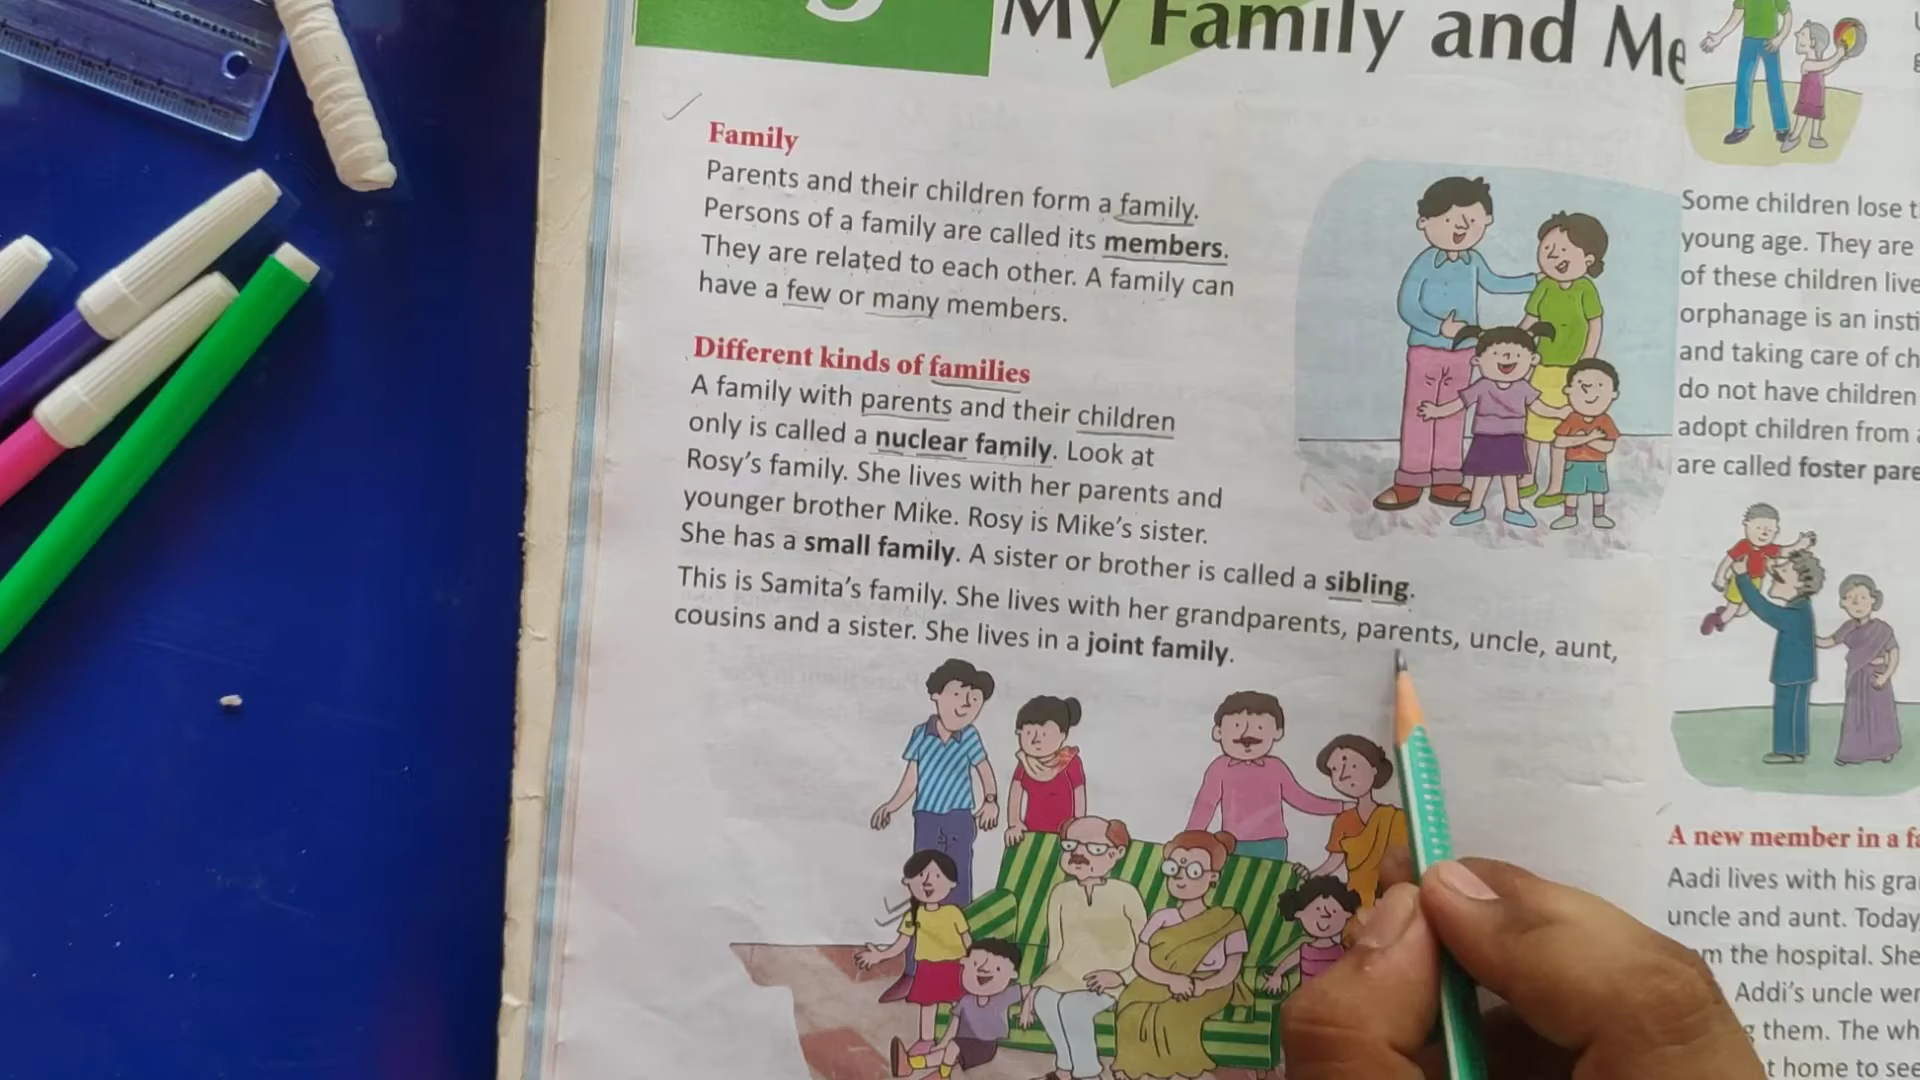 My Family and Me
Family
Parents and their children form a family.
Persons of a family are called its members.
They are related to each other. A family can
have a few or many members.
Different kinds of families
A family with parents and their children
only is called a nuclear family. Look at
Rosy's family. She lives with her parents and
younger brother Mike. Rosy is Mike's sister.
She has a small family. A sister or brother is called a sibling.
This is Samita's family. She lives with her grandparents, parents, uncle, aunt,
cousins and a sister. She lives in a joint family.
Some children lose
young age. They are
of these children live
orphanage is an
and taking care of
do not have children
adopt children from
are called foster
A new member in a
Aadi lives with his
uncle and aunt. Today,
the hospital. She
Addi's uncle
them. The
home to see